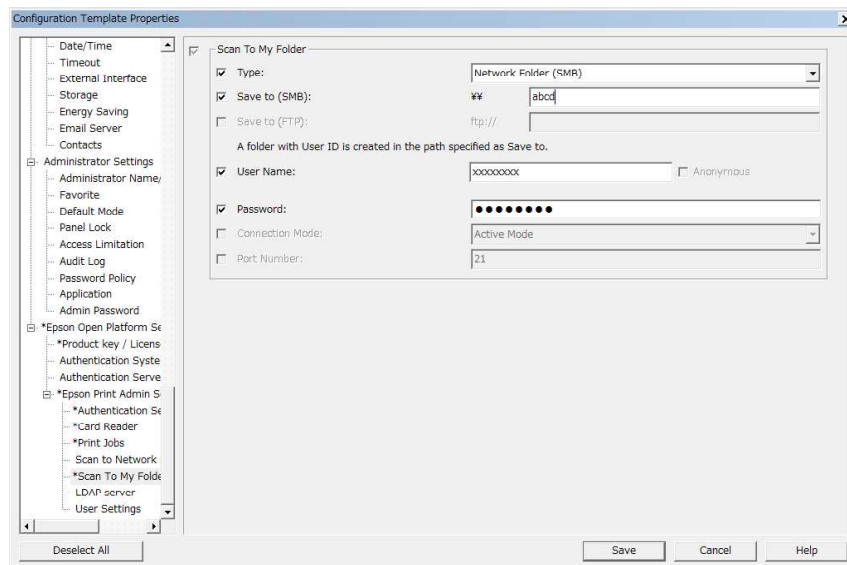 Configuration Template Properties
Date/Time
Timeout
External Interface
Storage
Energy Saving
Email Server
Contacts
Administrator Settings
Administrator Name/
Favorite
Default Mode
Panel Lock
Access Limitation
Audit Log
Password Policy
Application
Admin Password
*Epson Open Platform Se
*Product key / Licens
Authentication Syste
Authentication Serve
*Epson Print Admin S
*Authentication Se
*Card Reader
*Print Jobs
Scan to Network
*Scan To My Folde
LDAP server
User Settings
Scan To My Folder
Type: Network Folder (SMB)
Save to (SMB): ¥¥ abcd
Save to (FTP): ftp://
A folder with User ID is created in the path specified as Save to.
User Name: xxxxxxxx Anonymous
Password: ●●●●●●●●
Connection Mode: Active Mode
Port Number: 21
Deselect All Save Cancel Help